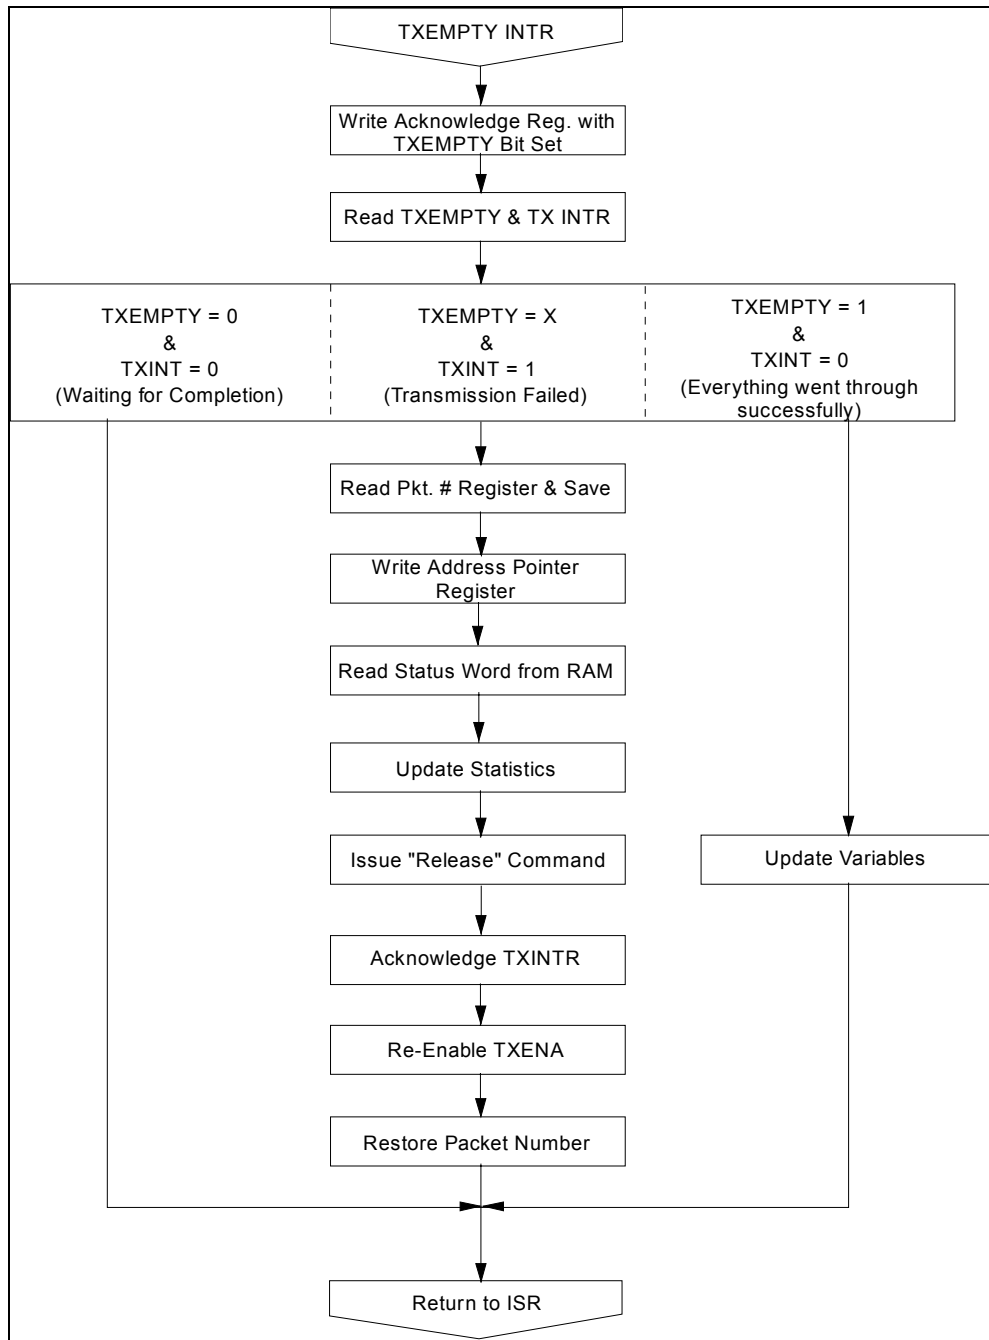 TXEMPTY INTR
Write Acknowledge Reg. with
TXEMPTY Bit Set
Read TXEMPTY & TX INTR
TXEMPTY = 0
&
TXINT = 0
(Waiting for Completion)
TXEMPTY = X
&
TXINT = 1
(Transmission Failed)
TXEMPTY = 1
&
TXINT = 0
(Everything went through
successfully)
Read Pkt. # Register & Save
Write Address Pointer
Register
Read Status Word from RAM
Update Statistics
Issue "Release" Command
Update Variables
Acknowledge TXINTR
Re-Enable TXENA
Restore Packet Number
Return to ISR